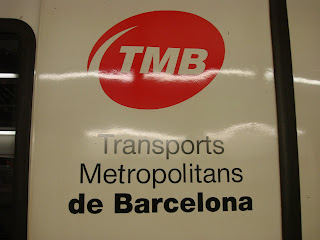 TMB
Transports
Metropolitans
de Barcelona